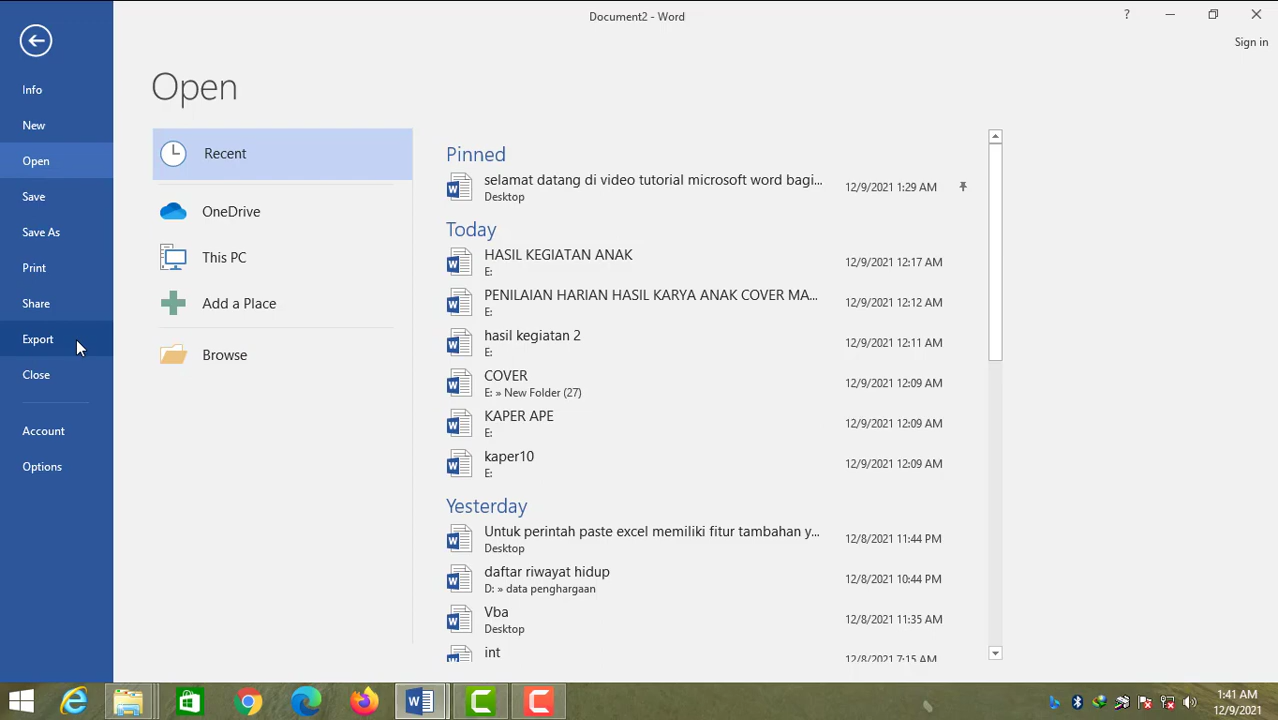 Document2 - Word
?
Sign in
Info
New
Open
Save
Save As
Print
Share
Export
Close
Account
Options
Open
Recent
OneDrive
This PC
Add a Place
Browse
Pinned
selamat datang di video tutorial microsoft word bagi...
Desktop
12/9/2021 1:29 AM
Today
HASIL KEGIATAN ANAK
E:
12/9/2021 12:17 AM
PENILAIAN HARIAN HASIL KARYA ANAK COVER MA...
E:
12/9/2021 12:12 AM
hasil kegiatan 2
E:
12/9/2021 12:11 AM
COVER
E: » New Folder (27)
12/9/2021 12:09 AM
KAPER APE
E:
12/9/2021 12:09 AM
kaper10
E:
12/9/2021 12:09 AM
Yesterday
Untuk perintah paste excel memiliki fitur tambahan y...
Desktop
12/8/2021 11:44 PM
daftar riwayat hidup
D: » data penghargaan
12/8/2021 10:44 PM
Vba
Desktop
12/8/2021 11:35 AM
int
12/8/2021 7:15 AM
1:41 AM
12/9/2021